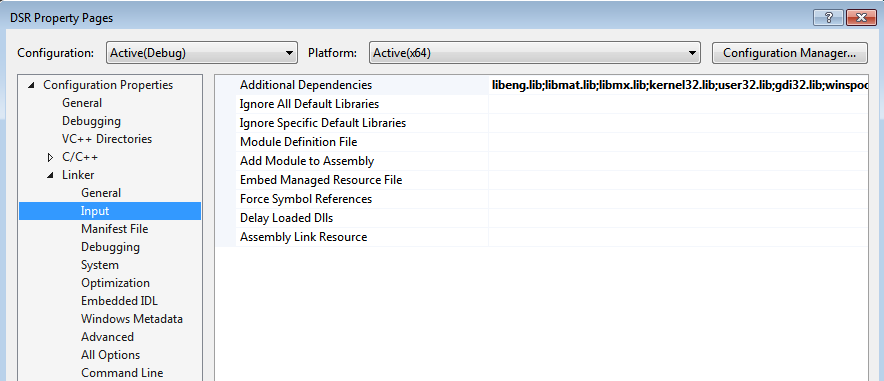 DSR Property Pages
Configuration: Active(Debug) Platform: Active(x64) Configuration Manager...
Configuration Properties
General
Debugging
VC++ Directories
C/C++
Linker
General
Input
Manifest File
Debugging
System
Optimization
Embedded IDL
Windows Metadata
Advanced
All Options
Command Line
Additional Dependencies libeng.lib;libmat.lib;libmx.lib;kernel32.lib;user32.lib;gdi32.lib;winspoo
Ignore All Default Libraries
Ignore Specific Default Libraries
Module Definition File
Add Module to Assembly
Embed Managed Resource File
Force Symbol References
Delay Loaded Dlls
Assembly Link Resource